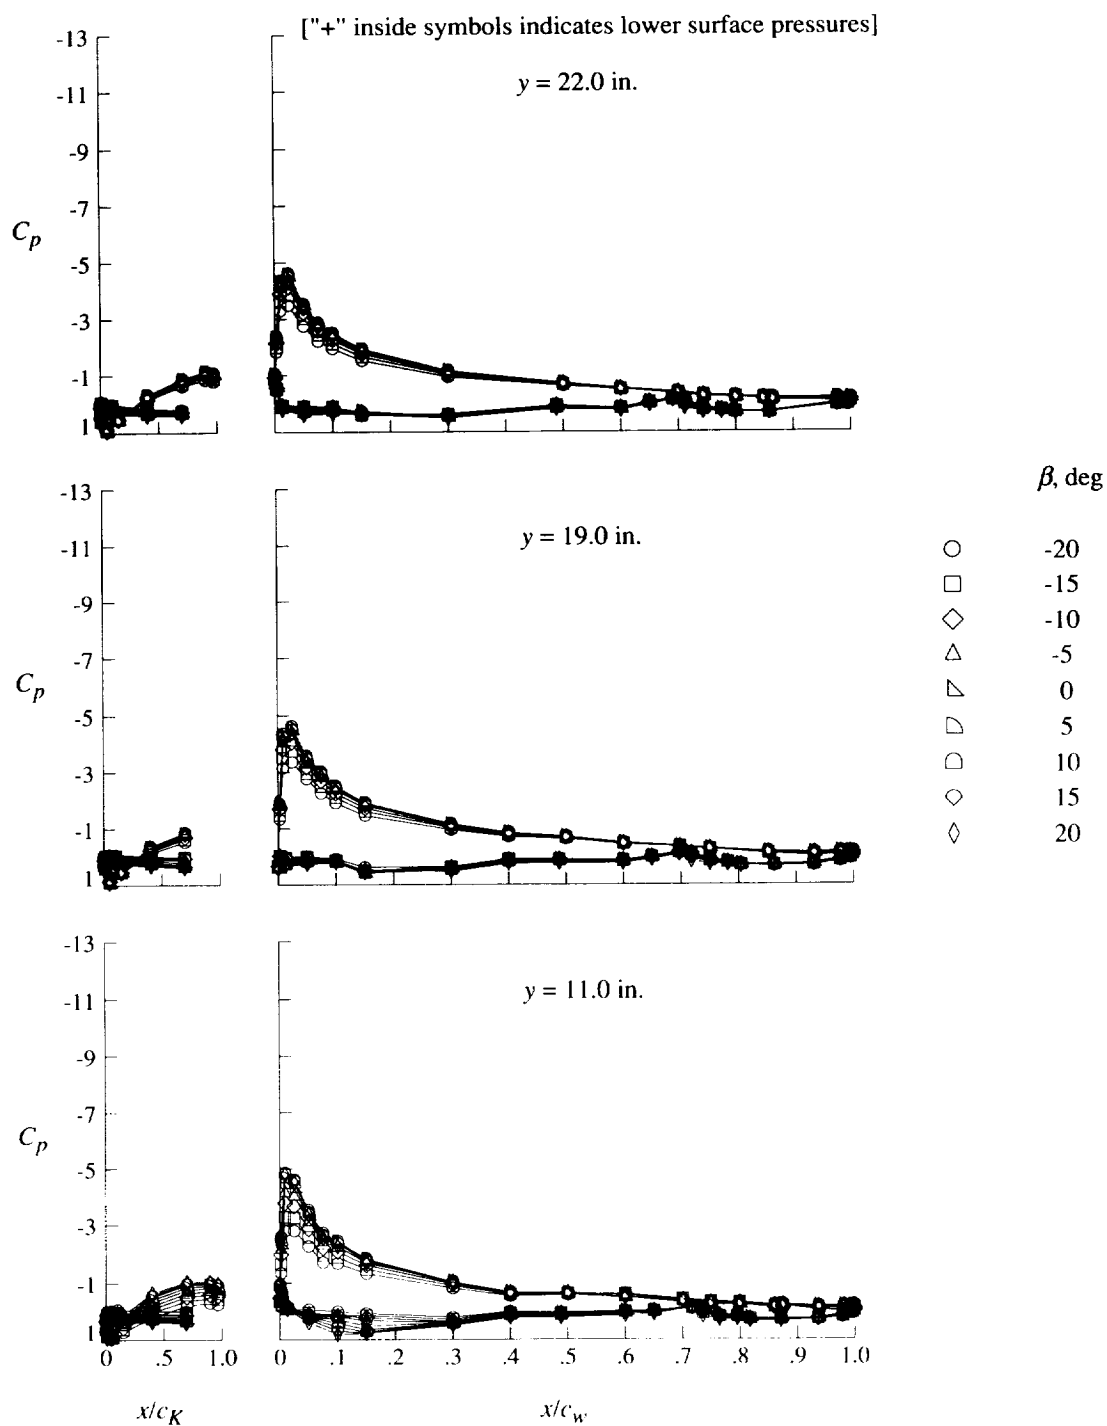 ["+" inside symbols indicates lower surface pressures]
-13
-11
-9
-7
-5
-3
-1
1
C_p
y = 22.0 in.
-13
-11
-9
-7
-5
-3
-1
1
C_p
y = 19.0 in.
β, deg
-20
-15
-10
-5
0
5
10
15
20
-13
-11
-9
-7
-5
-3
-1
1
C_p
y = 11.0 in.
0 .5 1.0
0 .1 .2 .3 .4 .5 .6 .7 .8 .9 1.0
x/c_K
x/c_w